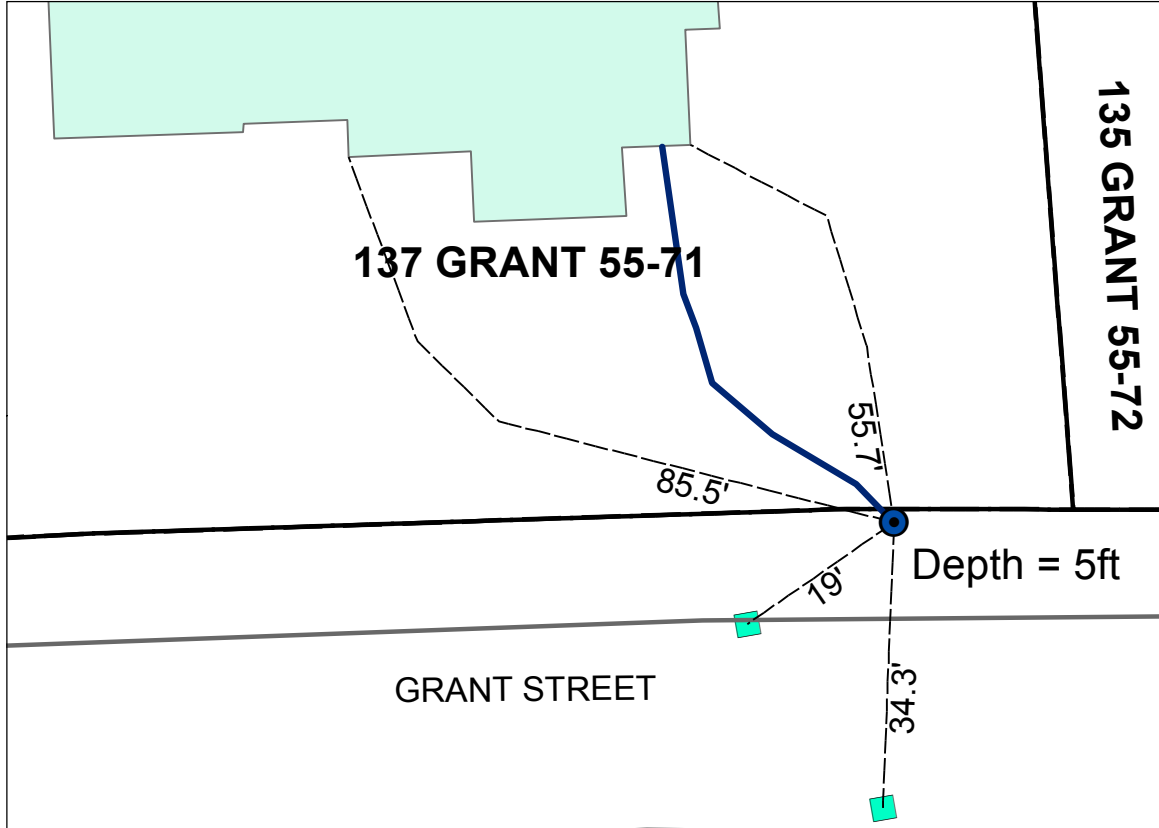 137 GRANT 55-71
135 GRANT 55-72
55.7'
85.5'
Depth = 5ft
19'
GRANT STREET
34.3'